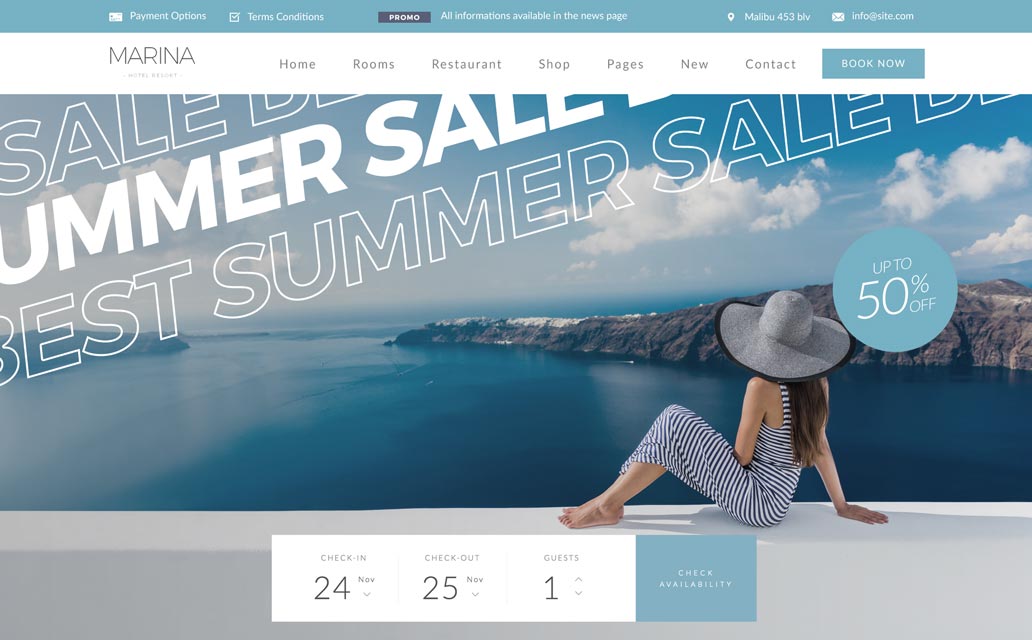 Payment Options
Terms Conditions
PROMO
All informations available in the news page
Malibu 453 blv
info@site.com
MARINA
- HOTEL RESORT -
Home
Rooms
Restaurant
Shop
Pages
New
Contact
BOOK NOW
SALE BE
UMMER SALE B
BEST SUMMER SALE BE
UP TO
50%
OFF
CHECK-IN
24 Nov
CHECK-OUT
25 Nov
GUESTS
1
CHECK
AVAILABILITY